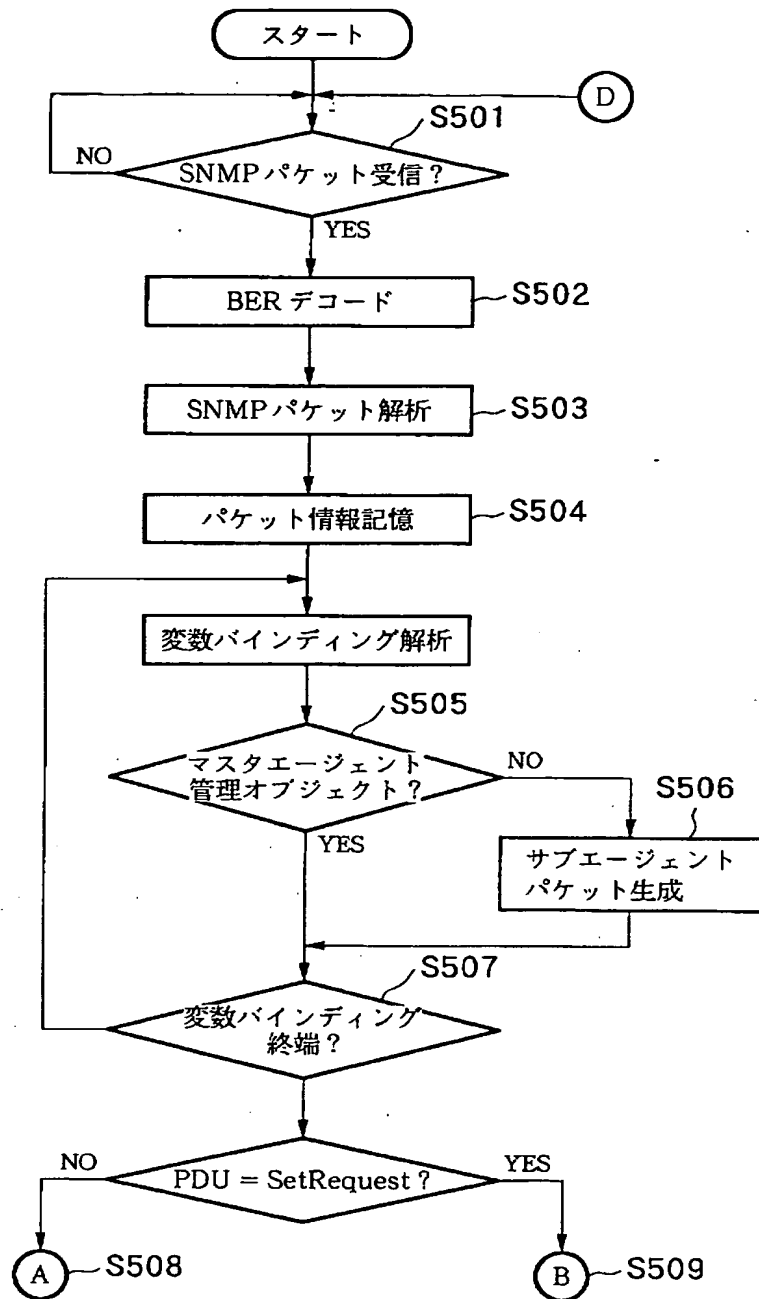 スタート
D
S501
NO
SNMPパケット受信？
YES
BERデコード
S502
SNMPパケット解析
S503
パケット情報記憶
S504
変数バインディング解析
S505
マスタエージェント
管理オブジェクト？
NO
YES
S506
サブエージェント
パケット生成
S507
変数バインディング
終端？
NO
PDU = SetRequest？
YES
A
S508
B
S509